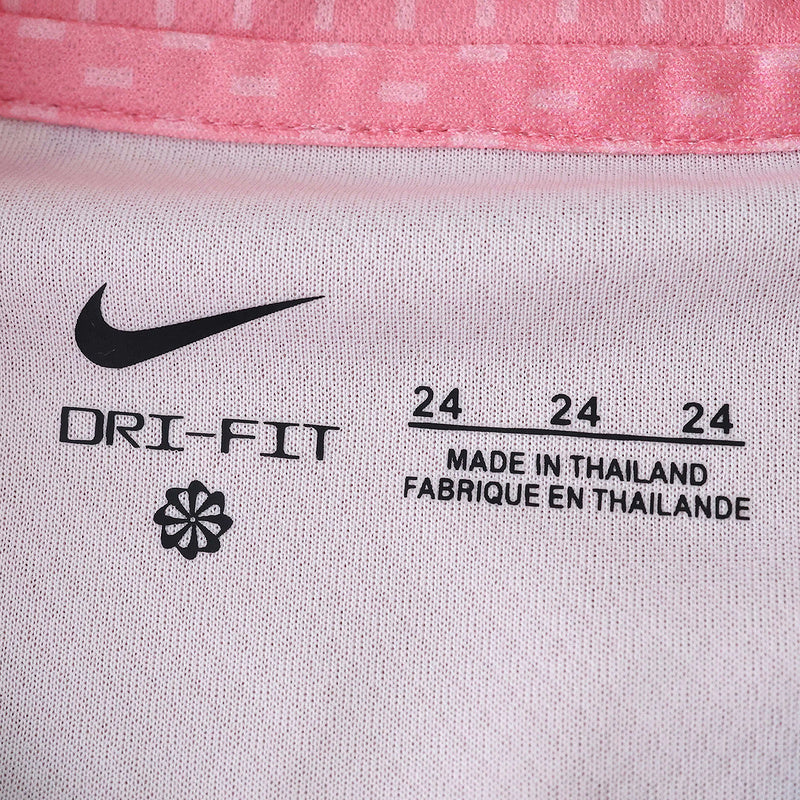 DRI-FIT
24 24 24
MADE IN THAILAND
FABRIQUE EN THAILANDE